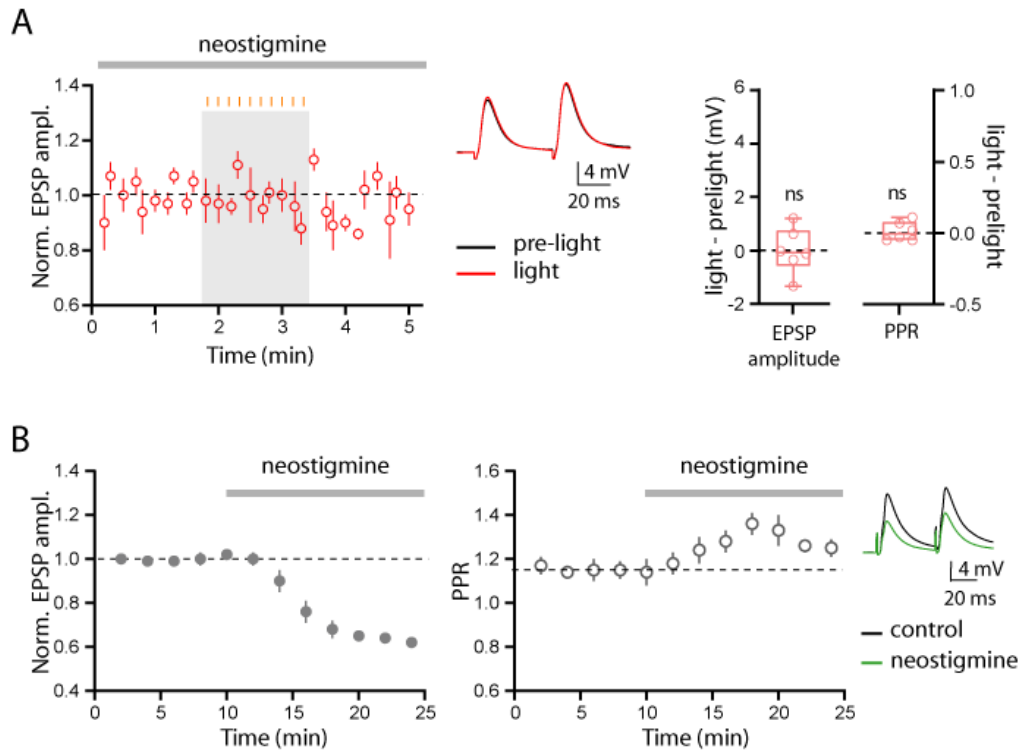 A
neostigmine
Norm. EPSP ampl.
1.4
1.2
1.0
0.8
0.6
0
1
2
3
4
5
Time (min)
4 mV
20 ms
pre-light
light
light - prelight (mV)
6
4
2
0
-2
ns
ns
EPSP
amplitude
PPR
1.0
0.5
0.0
-0.5
light - prelight
B
neostigmine
Norm. EPSP ampl.
1.4
1.2
1.0
0.8
0.6
0.4
0
5
10
15
20
25
Time (min)
neostigmine
PPR
1.6
1.4
1.2
1.0
0.8
0.6
0
5
10
15
20
25
Time (min)
4 mV
20 ms
control
neostigmine